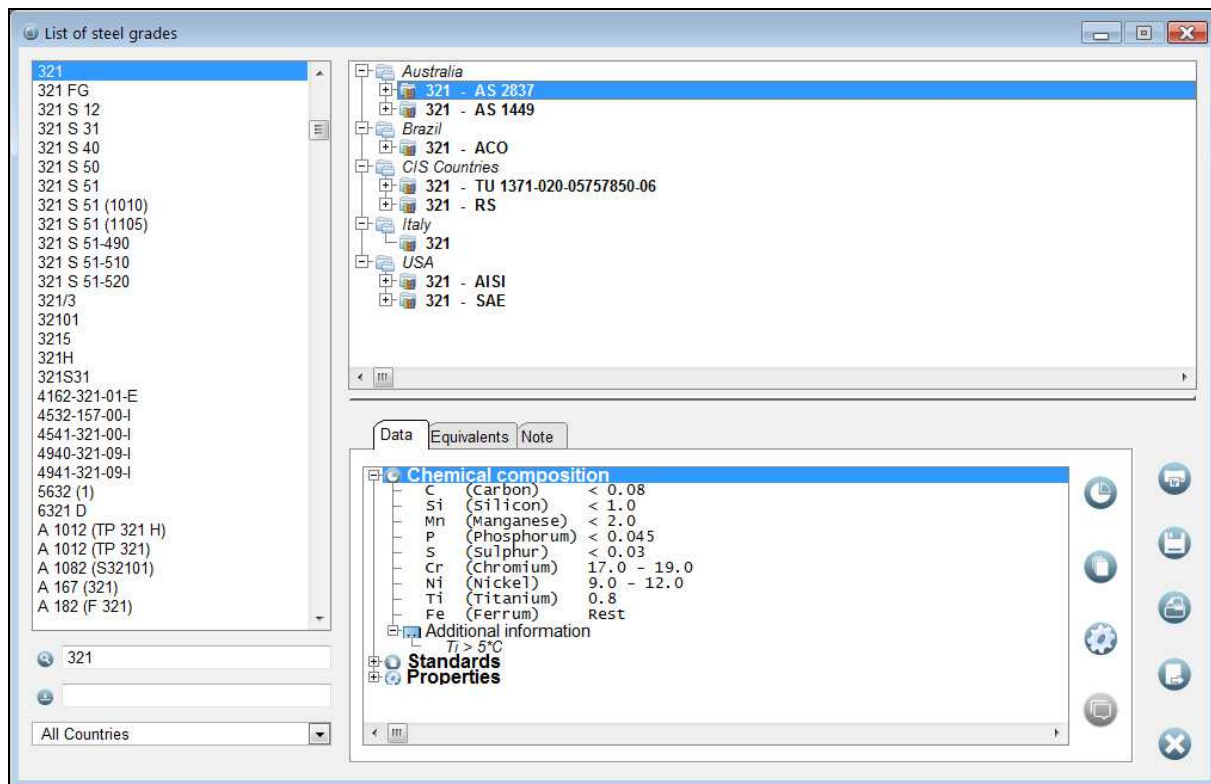 List of steel grades
321
321 FG
321 S 12
321 S 31
321 S 40
321 S 50
321 S 51
321 S 51 (1010)
321 S 51 (1105)
321 S 51-490
321 S 51-510
321 S 51-520
321/3
32101
3215
321H
321S31
4162-321-01-E
4532-157-00-I
4541-321-00-I
4940-321-09-I
4941-321-09-I
5632 (1)
6321 D
A 1012 (TP 321 H)
A 1012 (TP 321)
A 1082 (S32101)
A 167 (321)
A 182 (F 321)
321
All Countries
Australia
321 - AS 2837
321 - AS 1449
Brazil
321 - ACO
CIS Countries
321 - TU 1371-020-05757850-06
321 - RS
Italy
321
USA
321 - AISI
321 - SAE
Data Equivalents Note
Chemical composition
C (Carbon) < 0.08
Si (Silicon) < 1.0
Mn (Manganese) < 2.0
P (Phosphorum) < 0.045
S (Sulphur) < 0.03
Cr (Chromium) 17.0 - 19.0
Ni (Nickel) 9.0 - 12.0
Ti (Titanium) 0.8
Fe (Ferrum) Rest
Additional information
Ti > 5*C
Standards
Properties